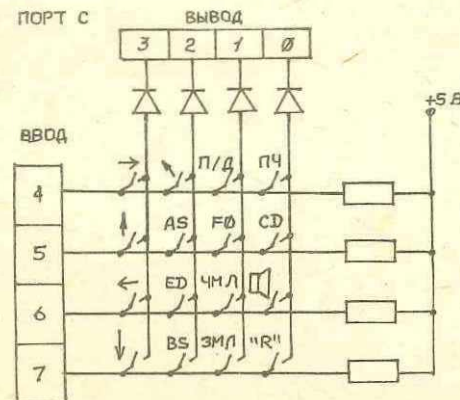 ПОРТ С ВЫВОД
3 2 1 0
+5 В
ВВОД
4 → ↖ П/Д ПЧ
5 ↑ AS FØ CD
6 ← ED ЧМЛ
7 ↓ BS ЗМЛ "R"